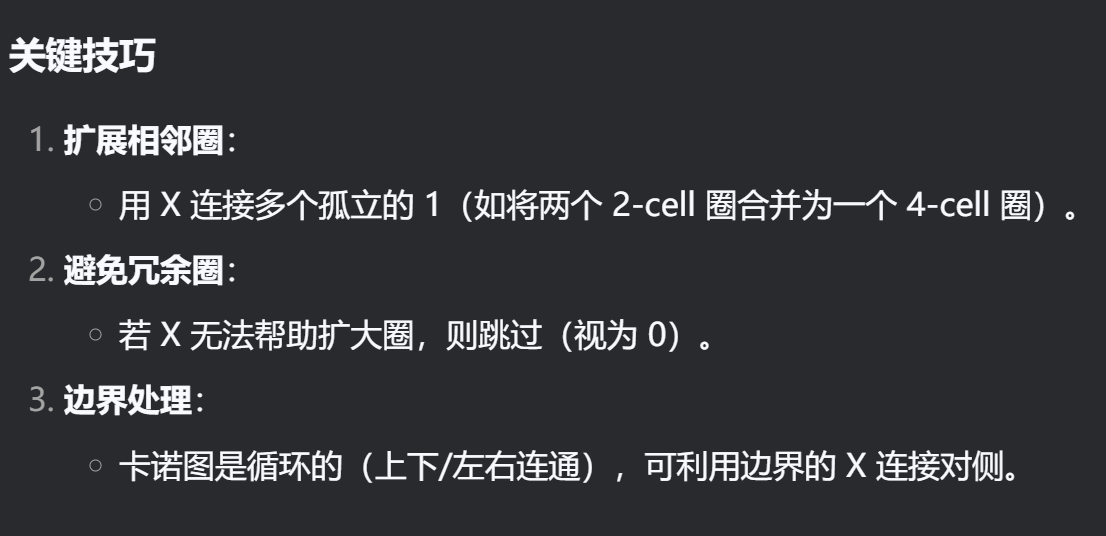 关键技巧
1. 扩展相邻圈：
○ 用 X 连接多个孤立的 1（如将两个 2-cell 圈合并为一个 4-cell 圈）。
2. 避免冗余圈：
○ 若 X 无法帮助扩大圈，则跳过（视为 0）。
3. 边界处理：
○ 卡诺图是循环的（上下/左右连通），可利用边界的 X 连接对侧。